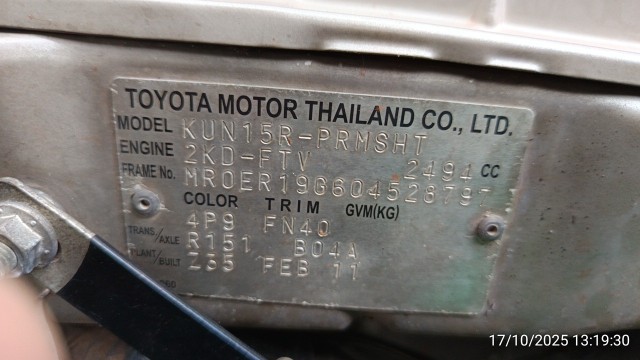 TOYOTA MOTOR THAILAND CO., LTD.
MODEL KUN15R-PRMSHT
ENGINE 2KD-FTV 2494 CC
FRAME No.
COLOR TRIM GVM(KG)
4P9 FN40
TRANS/AXLE R151 B04A
PLANT/BUILT Z35 FEB 11
17/10/2025 13:19:30